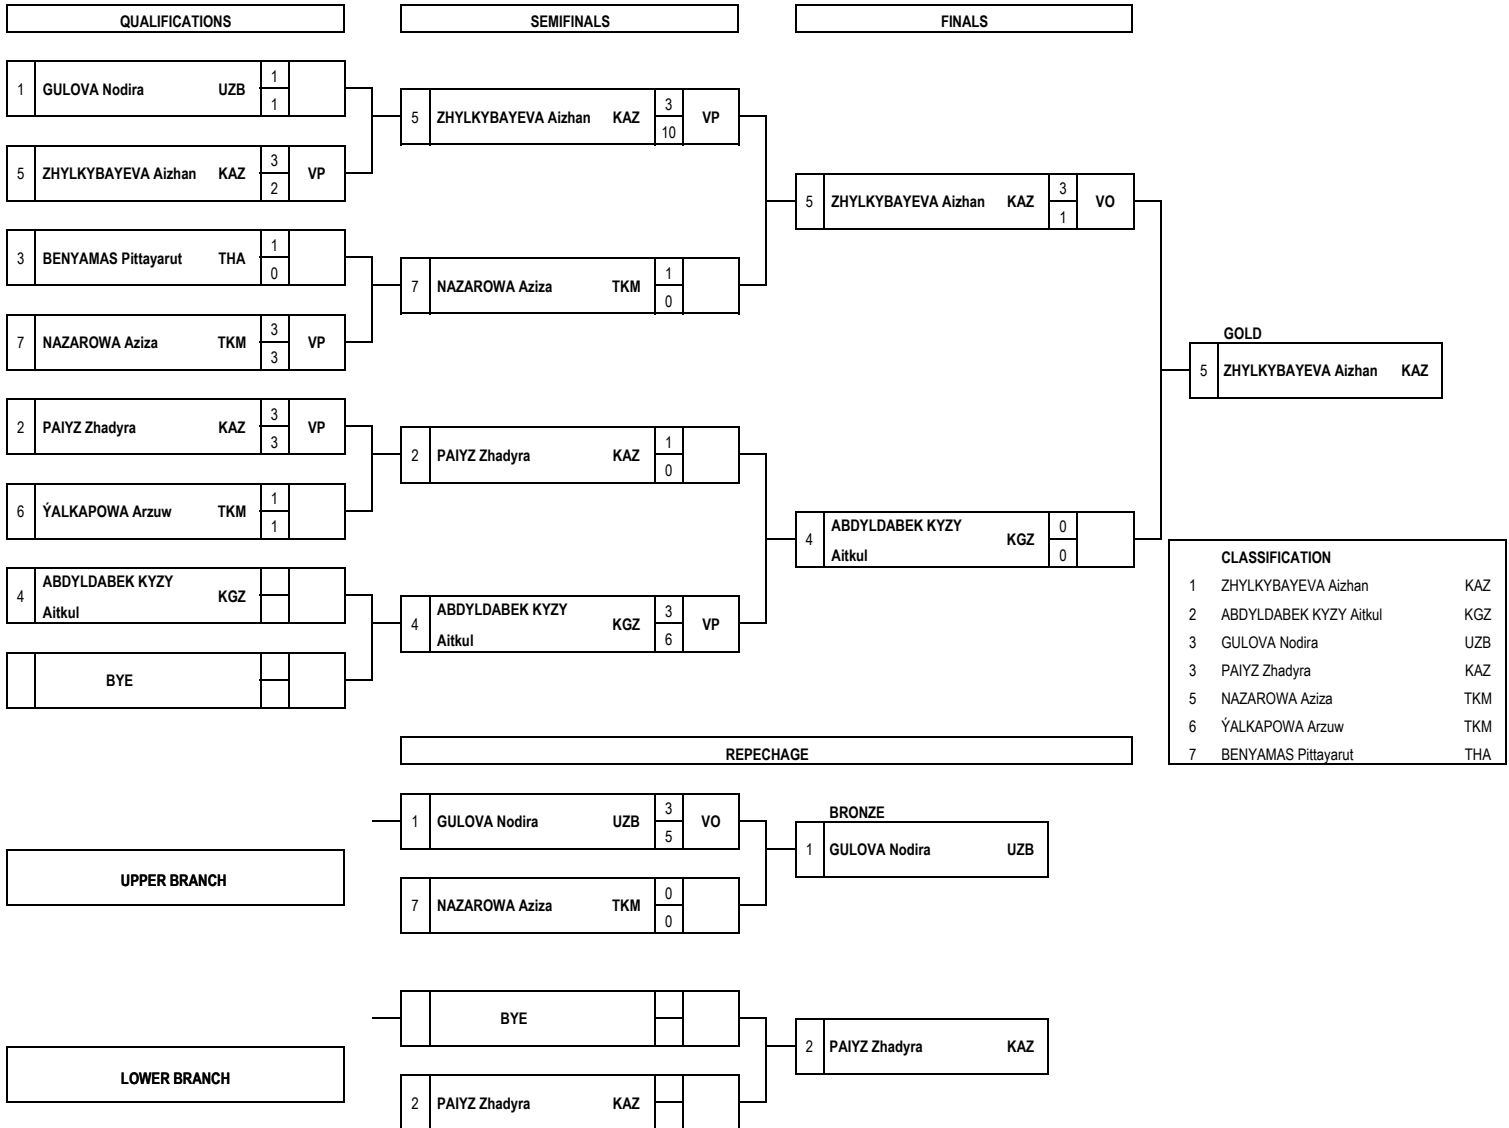 QUALIFICATIONS
SEMIFINALS
FINALS
1 GULOVA Nodira UZB 1 1
5 ZHYLKYBAYEVA Aizhan KAZ 3 2 VP
3 BENYAMAS Pittayarut THA 1 0
7 NAZAROWA Aziza TKM 3 3 VP
2 PAIYZ Zhadyra KAZ 3 3 VP
6 ÝALKAPOWA Arzuw TKM 1 1
4 ABDYLDABEK KYZY
Aitkul KGZ
BYE
5 ZHYLKYBAYEVA Aizhan KAZ 3 10 VP
7 NAZAROWA Aziza TKM 1 0
2 PAIYZ Zhadyra KAZ 1 0
4 ABDYLDABEK KYZY
Aitkul KGZ 3 6 VP
5 ZHYLKYBAYEVA Aizhan KAZ 3 1 VO
4 ABDYLDABEK KYZY
Aitkul KGZ 0 0
GOLD
5 ZHYLKYBAYEVA Aizhan KAZ
CLASSIFICATION
1 ZHYLKYBAYEVA Aizhan KAZ
2 ABDYLDABEK KYZY Aitkul KGZ
3 GULOVA Nodira UZB
3 PAIYZ Zhadyra KAZ
5 NAZAROWA Aziza TKM
6 ÝALKAPOWA Arzuw TKM
7 BENYAMAS Pittayarut THA
REPECHAGE
UPPER BRANCH
1 GULOVA Nodira UZB 3 5 VO
7 NAZAROWA Aziza TKM 0 0
BRONZE
1 GULOVA Nodira UZB
LOWER BRANCH
BYE
2 PAIYZ Zhadyra KAZ
2 PAIYZ Zhadyra KAZ